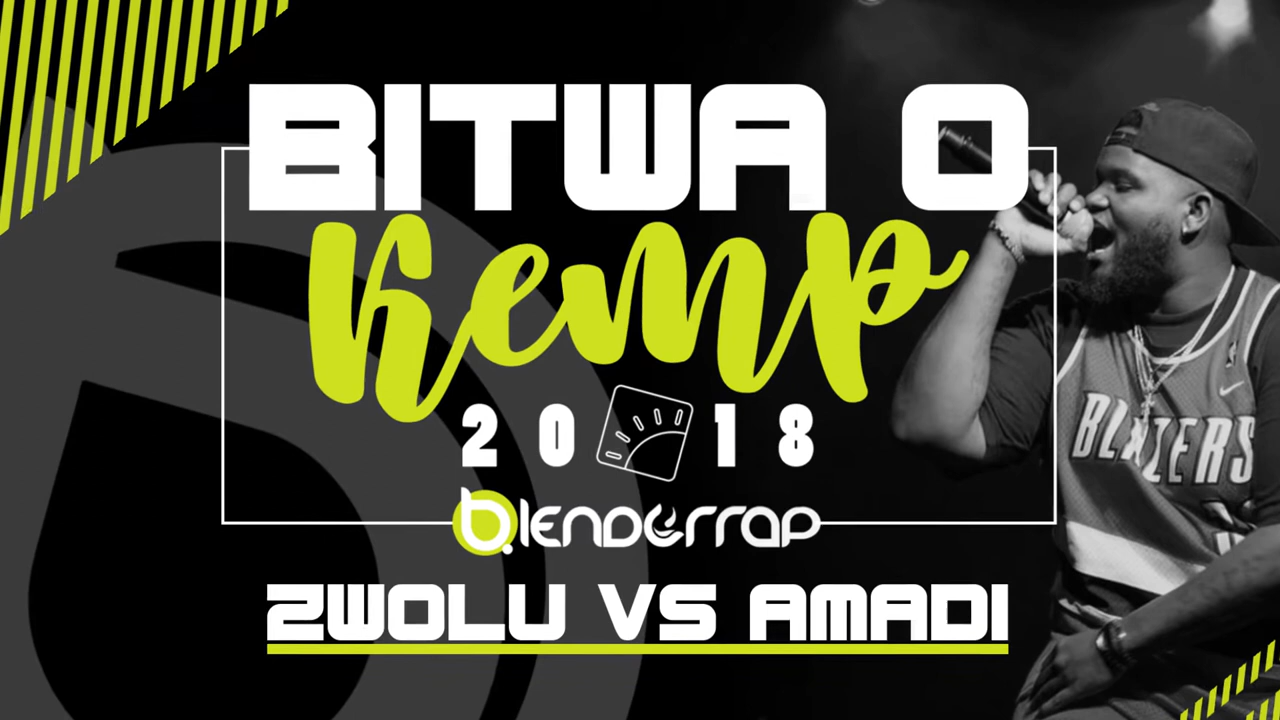 BITWA O
Kemp
2018
blenderrap
ZWOLU VS AMADI
BLAZERS